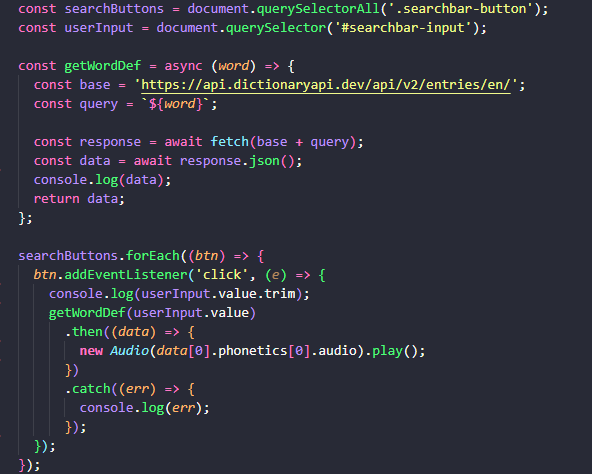 const searchButtons = document.querySelectorAll('.searchbar-button');
const userInput = document.querySelector('#searchbar-input');

const getWordDef = async (word) => {
  const base = 'https://api.dictionaryapi.dev/api/v2/entries/en/';
  const query = `${word}`;

  const response = await fetch(base + query);
  const data = await response.json();
  console.log(data);
  return data;
};

searchButtons.forEach((btn) => {
  btn.addEventListener('click', (e) => {
    console.log(userInput.value.trim);
    getWordDef(userInput.value)
      .then((data) => {
        new Audio(data[0].phonetics[0].audio).play();
      })
      .catch((err) => {
        console.log(err);
      });
  });
});